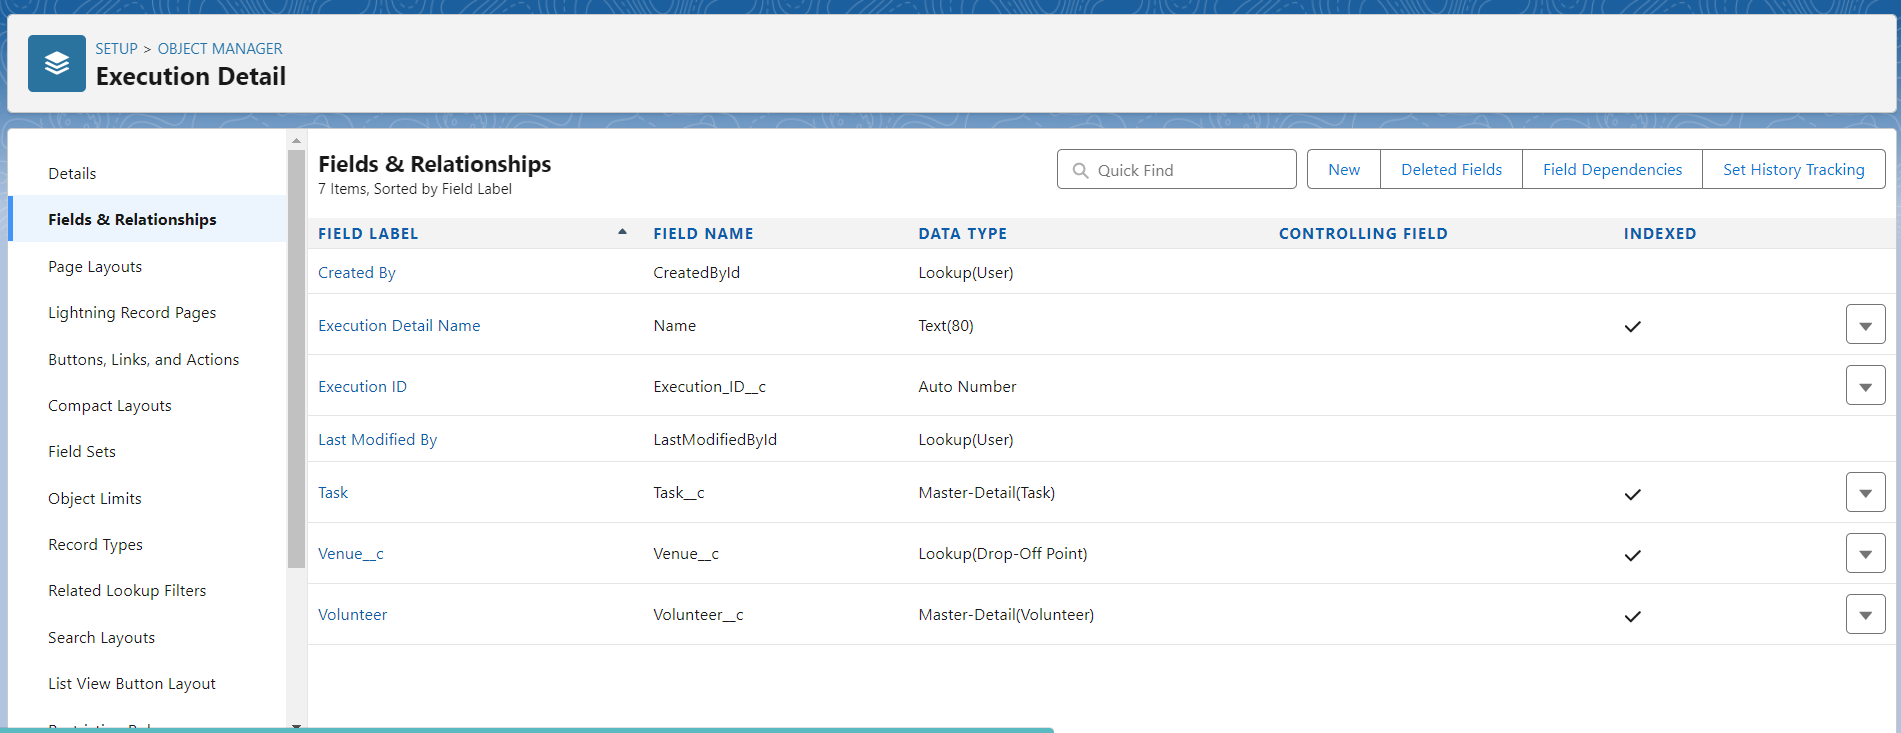 SETUP > OBJECT MANAGER
Execution Detail
Details
Fields & Relationships
Page Layouts
Lightning Record Pages
Buttons, Links, and Actions
Compact Layouts
Field Sets
Object Limits
Record Types
Related Lookup Filters
Search Layouts
List View Button Layout
Fields & Relationships
7 Items, Sorted by Field Label
Quick Find
New Deleted Fields Field Dependencies Set History Tracking
FIELD LABEL FIELD NAME DATA TYPE CONTROLLING FIELD INDEXED
Created By CreatedById Lookup(User)
Execution Detail Name Name Text(80)
Execution ID Execution_ID__c Auto Number
Last Modified By LastModifiedById Lookup(User)
Task Task__c Master-Detail(Task)
Venue__c Venue__c Lookup(Drop-Off Point)
Volunteer Volunteer__c Master-Detail(Volunteer)